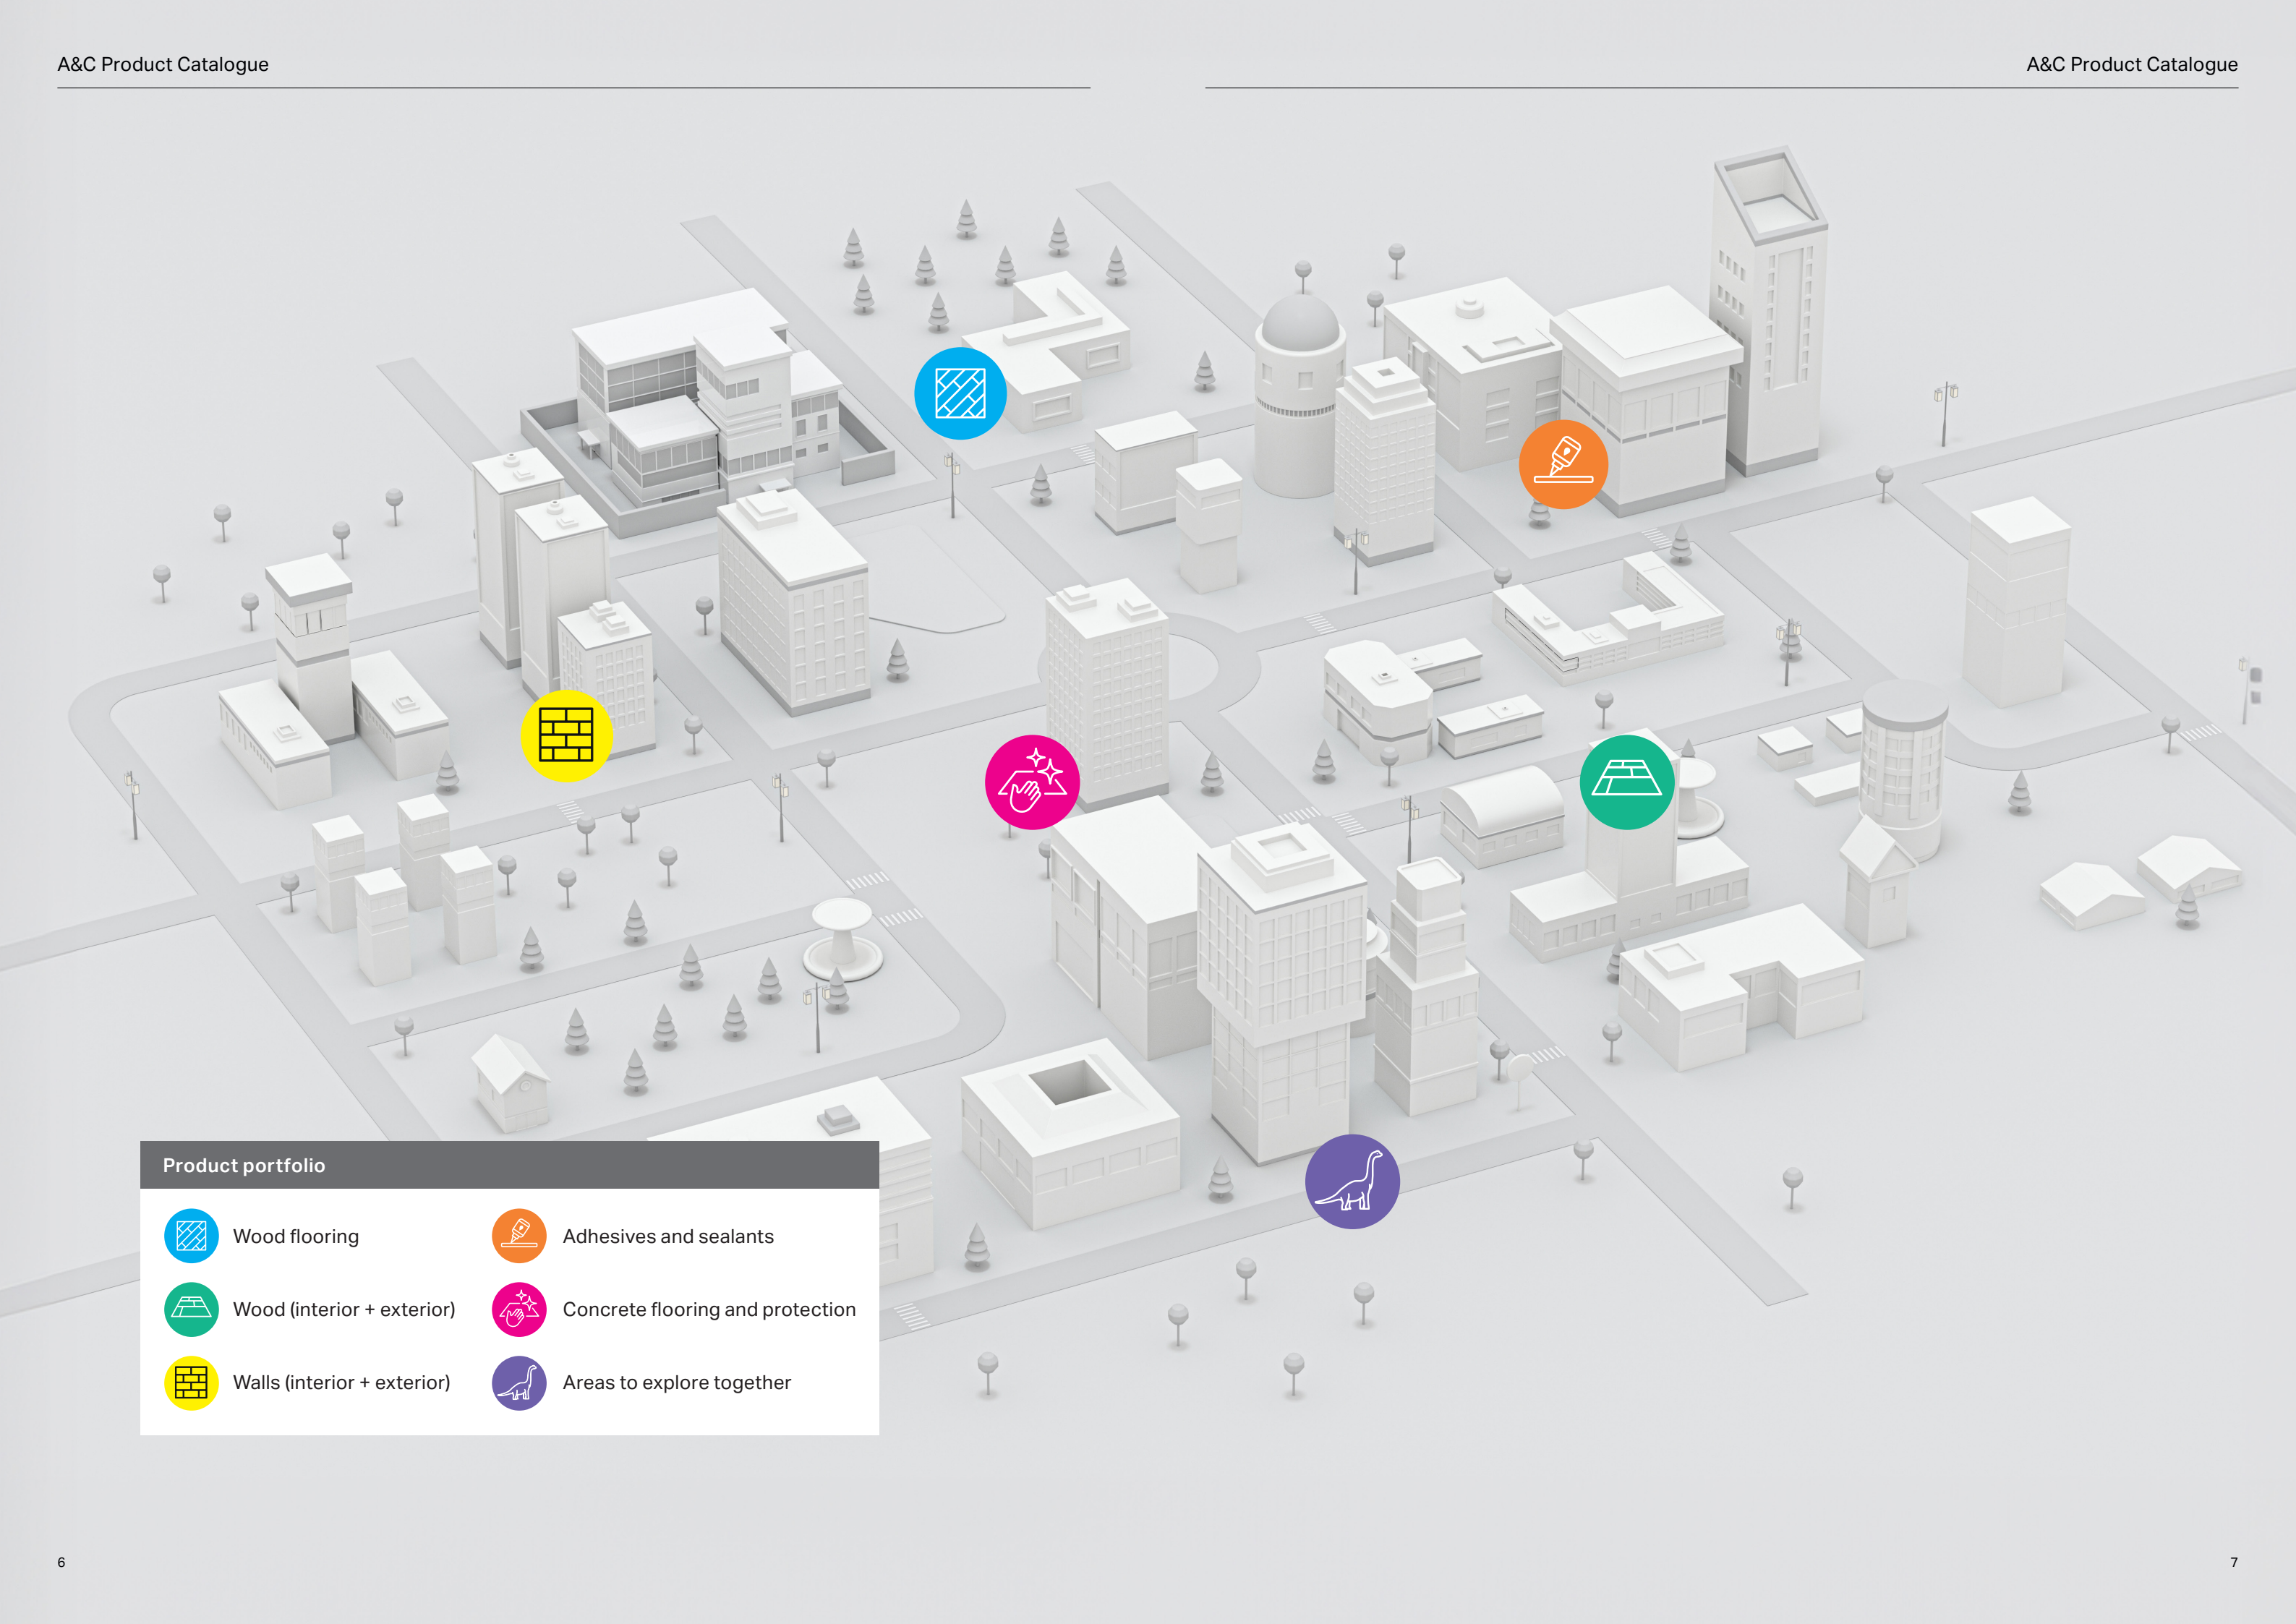 A&C Product Catalogue
A&C Product Catalogue
Product portfolio
Wood flooring
Adhesives and sealants
Wood (interior + exterior)
Concrete flooring and protection
Walls (interior + exterior)
Areas to explore together
6
7